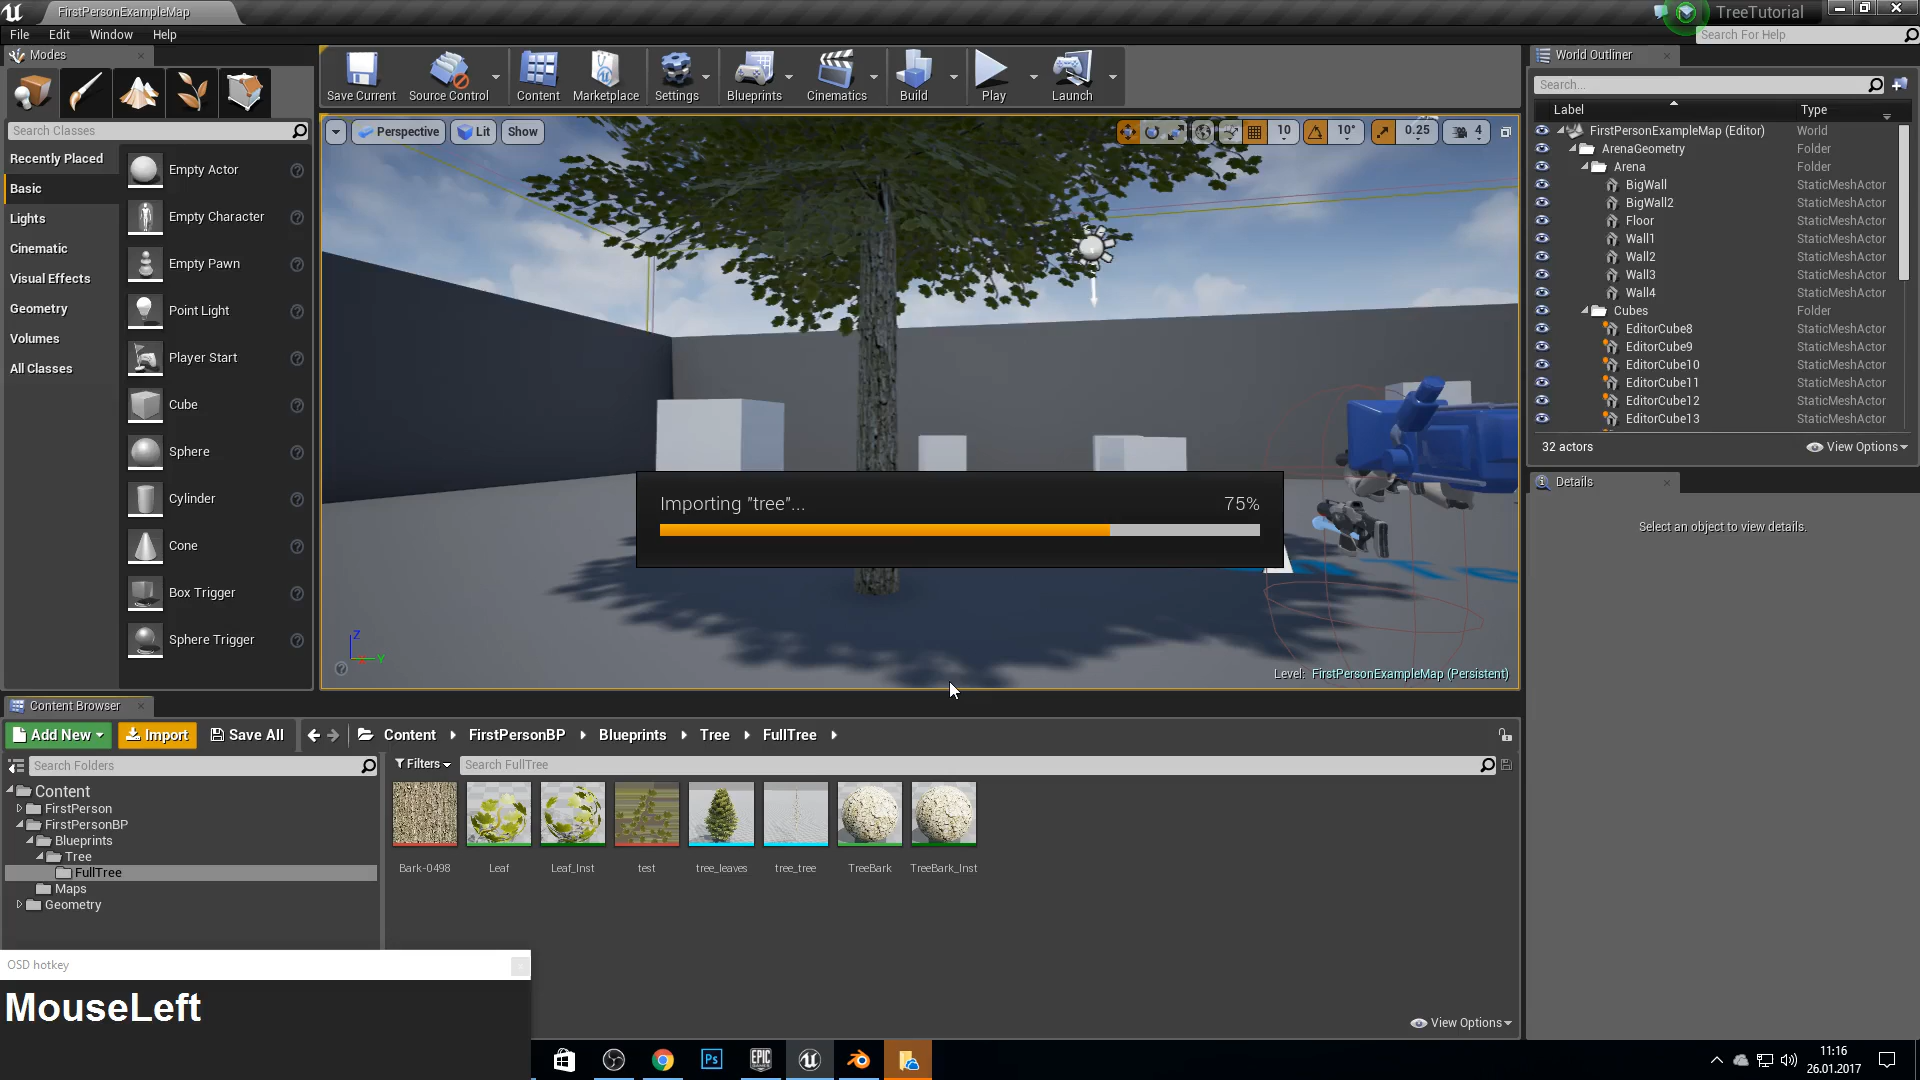 FirstPersonExampleMap
TreeTutorial
File Edit Window Help
Search For Help
Modes
Search Classes
Recently Placed
Basic
Lights
Cinematic
Visual Effects
Geometry
Volumes
All Classes
Empty Actor
Empty Character
Empty Pawn
Point Light
Player Start
Cube
Sphere
Cylinder
Cone
Box Trigger
Sphere Trigger
Save Current
Source Control
Content
Marketplace
Settings
Blueprints
Cinematics
Build
Play
Launch
Perspective
Lit
Show
10
10°
0.25
4
Importing "tree"...
75%
Z
Y
Level: FirstPersonExampleMap (Persistent)
World Outliner
Search...
Label Type
FirstPersonExampleMap (Editor) World
ArenaGeometry Folder
Arena Folder
BigWall StaticMeshActor
BigWall2 StaticMeshActor
Floor StaticMeshActor
Wall1 StaticMeshActor
Wall2 StaticMeshActor
Wall3 StaticMeshActor
Wall4 StaticMeshActor
Cubes Folder
EditorCube8 StaticMeshActor
EditorCube9 StaticMeshActor
EditorCube10 StaticMeshActor
EditorCube11 StaticMeshActor
EditorCube12 StaticMeshActor
EditorCube13 StaticMeshActor
32 actors
View Options
Details
Select an object to view details.
Content Browser
Add New
Import
Save All
Content FirstPersonBP Blueprints Tree FullTree
Search Folders
Filters
Search FullTree
Content
FirstPerson
FirstPersonBP
Blueprints
Tree
FullTree
Maps
Geometry
Bark-0498
Leaf
Leaf_Inst
test
tree_leaves
tree_tree
TreeBark
TreeBark_Inst
View Options
OSD hotkey
MouseLeft
Ps
EPIC
GAMES
11:16
26.01.2017